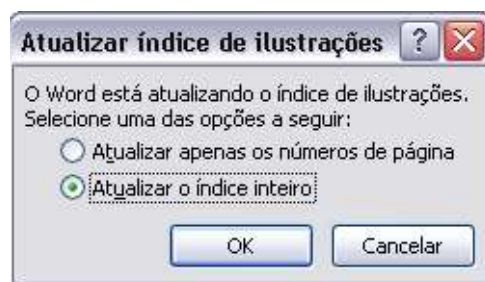 Atualizar índice de ilustrações
O Word está atualizando o índice de ilustrações.
Selecione uma das opções a seguir:
Atualizar apenas os números de página
Atualizar o índice inteiro
OK Cancelar